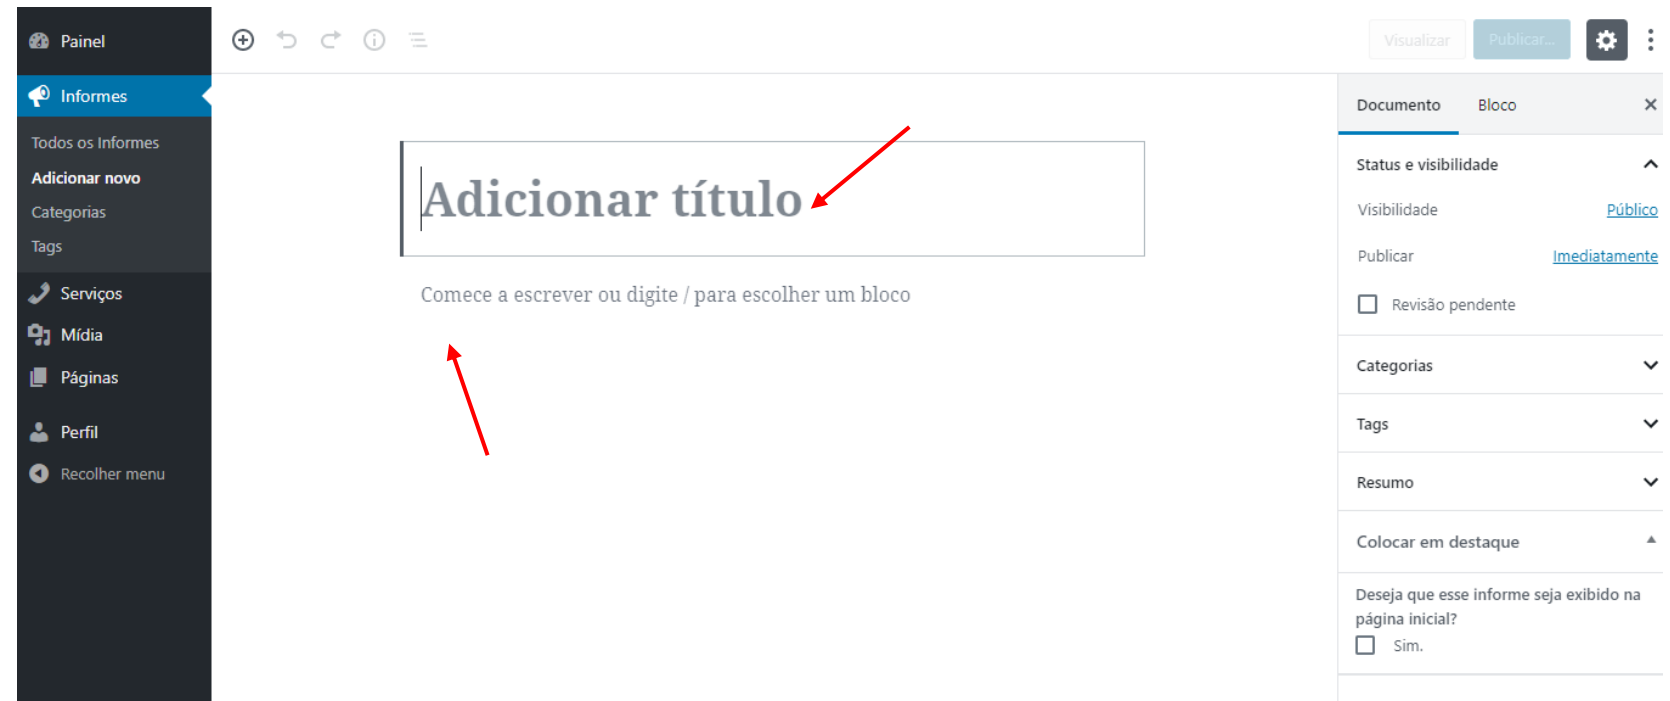 Painel
Informes
Todos os Informes
Adicionar novo
Categorias
Tags
Serviços
Mídia
Páginas
Perfil
Recolher menu
Visualizar
Publicar...
Adicionar título
Comece a escrever ou digite / para escolher um bloco
Documento Bloco
Status e visibilidade
Visibilidade Público
Publicar Imediatamente
Revisão pendente
Categorias
Tags
Resumo
Colocar em destaque
Deseja que esse informe seja exibido na
página inicial?
Sim.